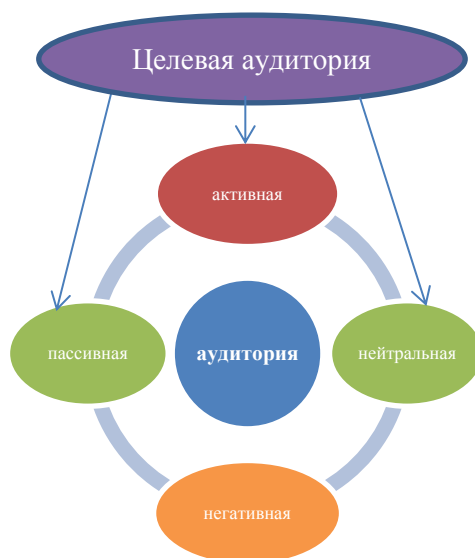 Целевая аудитория
активная
пассивная
аудитория
нейтральная
негативная